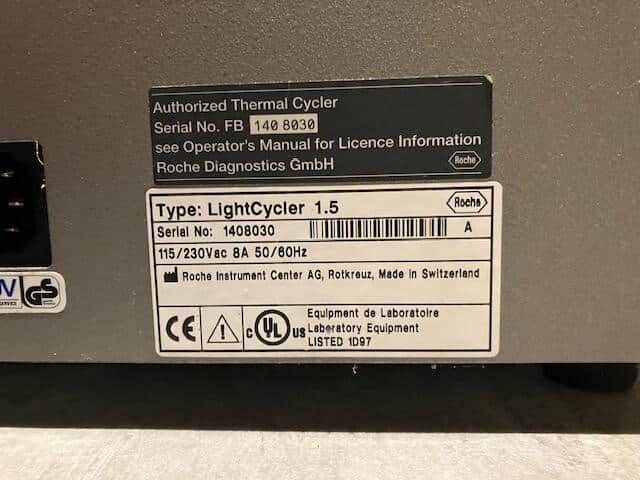 Authorized Thermal Cycler
Serial No. FB 140 8030
see Operator's Manual for Licence Information
Roche Diagnostics GmbH
Roche
Type: LightCycler 1.5
Roche
Serial No: 1408030
A
115/230Vac 8A 50/60Hz
Roche Instrument Center AG, Rotkreuz, Made in Switzerland
CE
C UL US
Equipment de Laboratoire
Laboratory Equipment
LISTED 1D97
GS